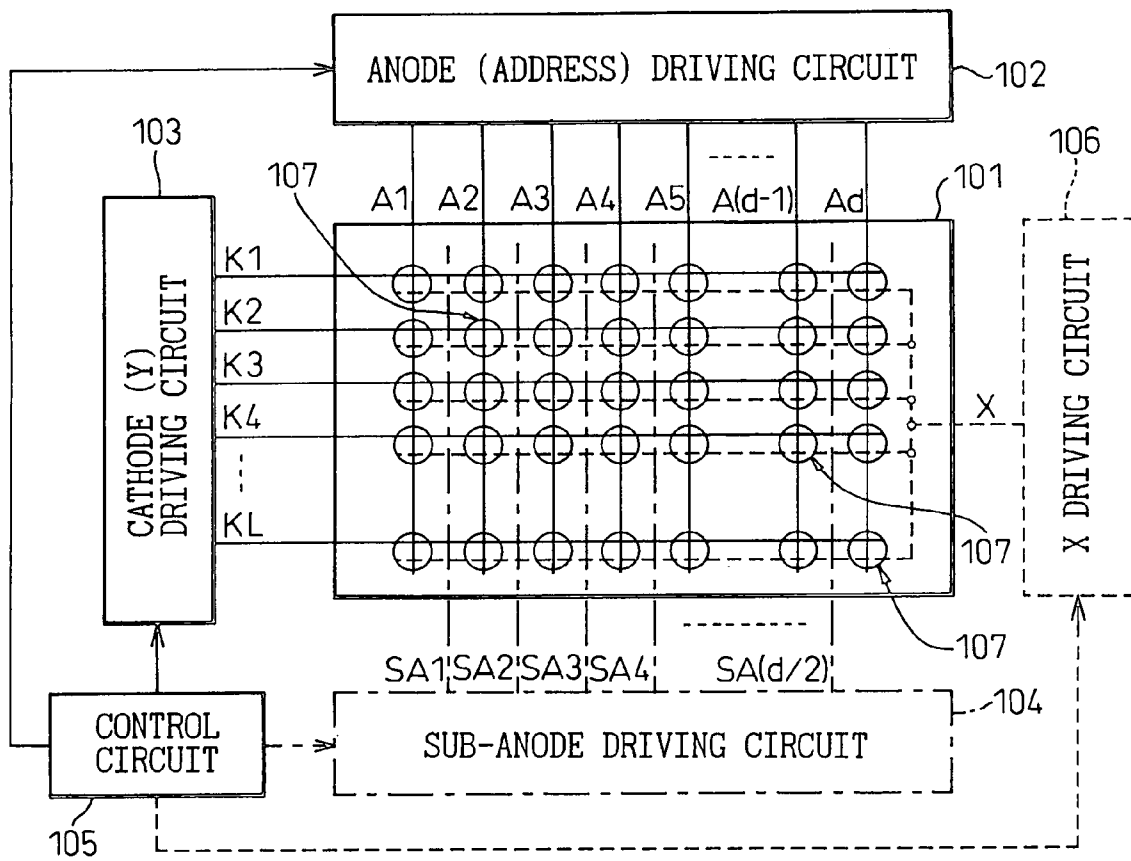 ANODE (ADDRESS) DRIVING CIRCUIT
102
103
107
106
101
A1 A2 A3 A4 A5 A(d-1) Ad
CATHODE (Y)
DRIVING CIRCUIT
K1
K2
K3
K4
KL
X
X DRIVING CIRCUIT
107
107
SA1 SA2 SA3 SA4 SA(d/2)
104
CONTROL
CIRCUIT
SUB-ANODE DRIVING CIRCUIT
105